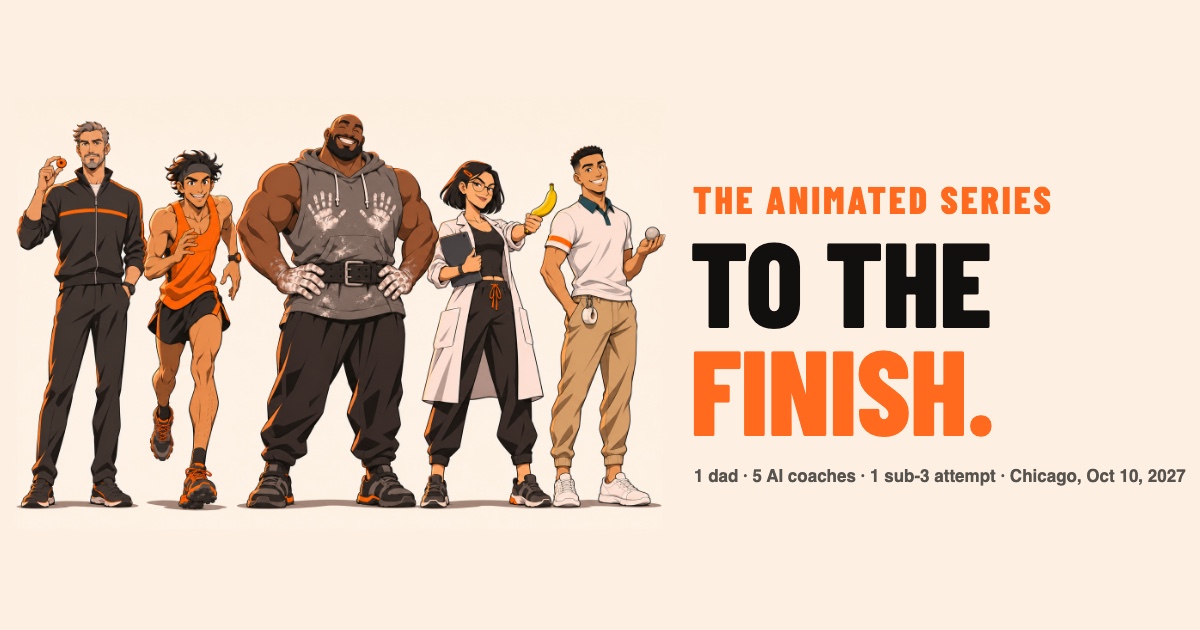 THE ANIMATED SERIES
TO THE
FINISH.
1 dad · 5 AI coaches · 1 sub-3 attempt · Chicago, Oct 10, 2027